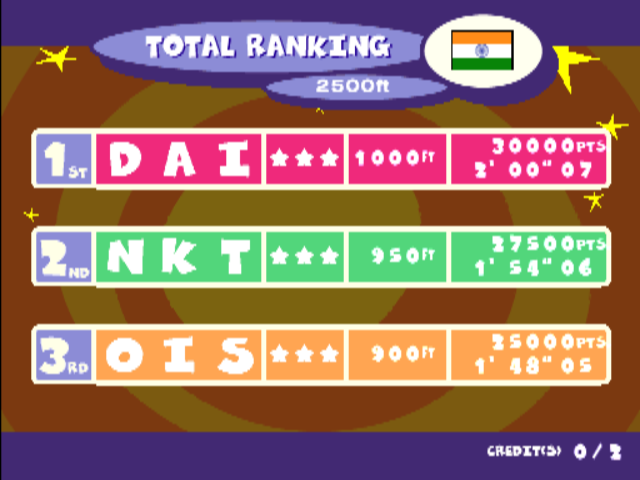 TOTAL RANKING
2500ft
1ST DAI ★★★ 1000FT 30000PTS
2' 00" 07
2ND NKT ★★★ 950FT 27500PTS
1' 54" 06
3RD OIS ★★★ 900FT 25000PTS
1' 48" 05
CREDIT(S) 0 / 2